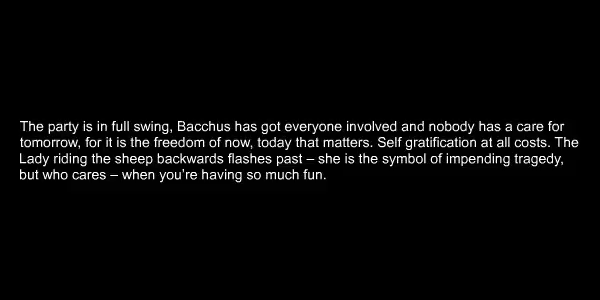 The party is in full swing, Bacchus has got everyone involved and nobody has a care for
tomorrow, for it is the freedom of now, today that matters. Self gratification at all costs. The
Lady riding the sheep backwards flashes past – she is the symbol of impending tragedy,
but who cares – when you’re having so much fun.